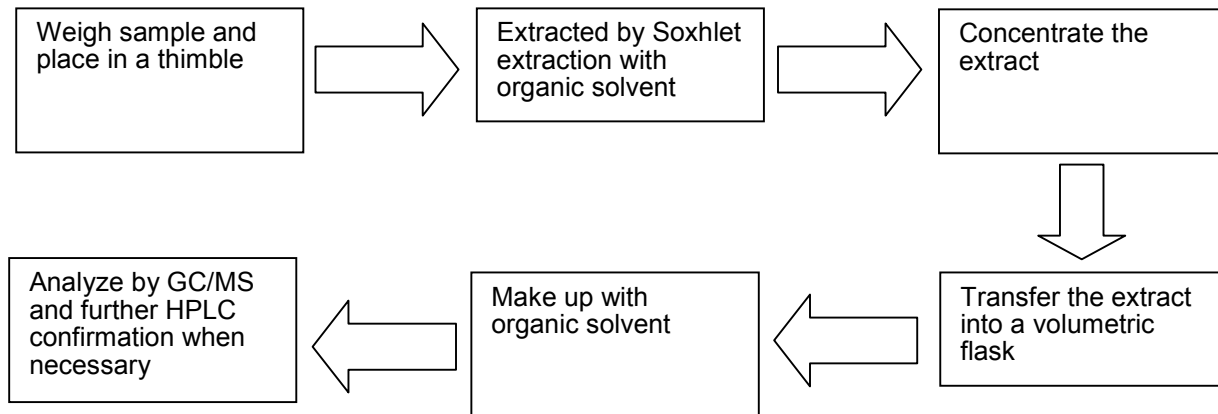 Weigh sample and
place in a thimble
Extracted by Soxhlet
extraction with
organic solvent
Concentrate the
extract
Transfer the extract
into a volumetric
flask
Make up with
organic solvent
Analyze by GC/MS
and further HPLC
confirmation when
necessary